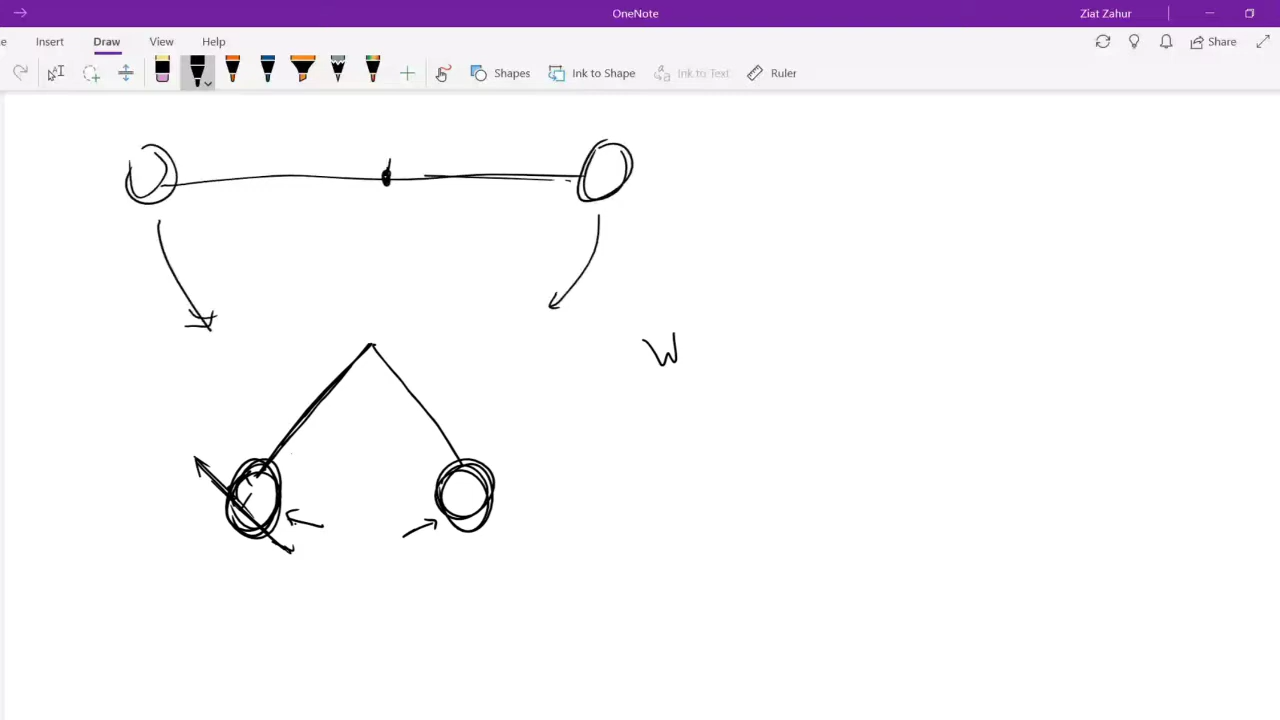 OneNote
Ziat Zahur
Insert Draw View Help
Share
Shapes Ink to Shape Ink to Text Ruler
W